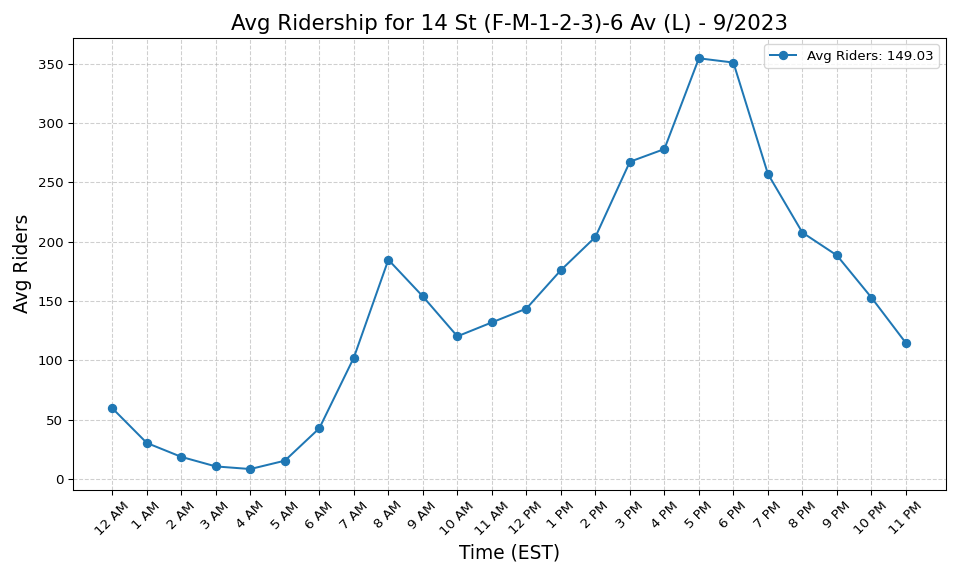 Avg Ridership for 14 St (F-M-1-2-3)-6 Av (L) - 9/2023
Avg Riders: 149.03
Avg Riders
350
300
250
200
150
100
50
0
12 AM
1 AM
2 AM
3 AM
4 AM
5 AM
6 AM
7 AM
8 AM
9 AM
10 AM
11 AM
12 PM
1 PM
2 PM
3 PM
4 PM
5 PM
6 PM
7 PM
8 PM
9 PM
10 PM
11 PM
Time (EST)